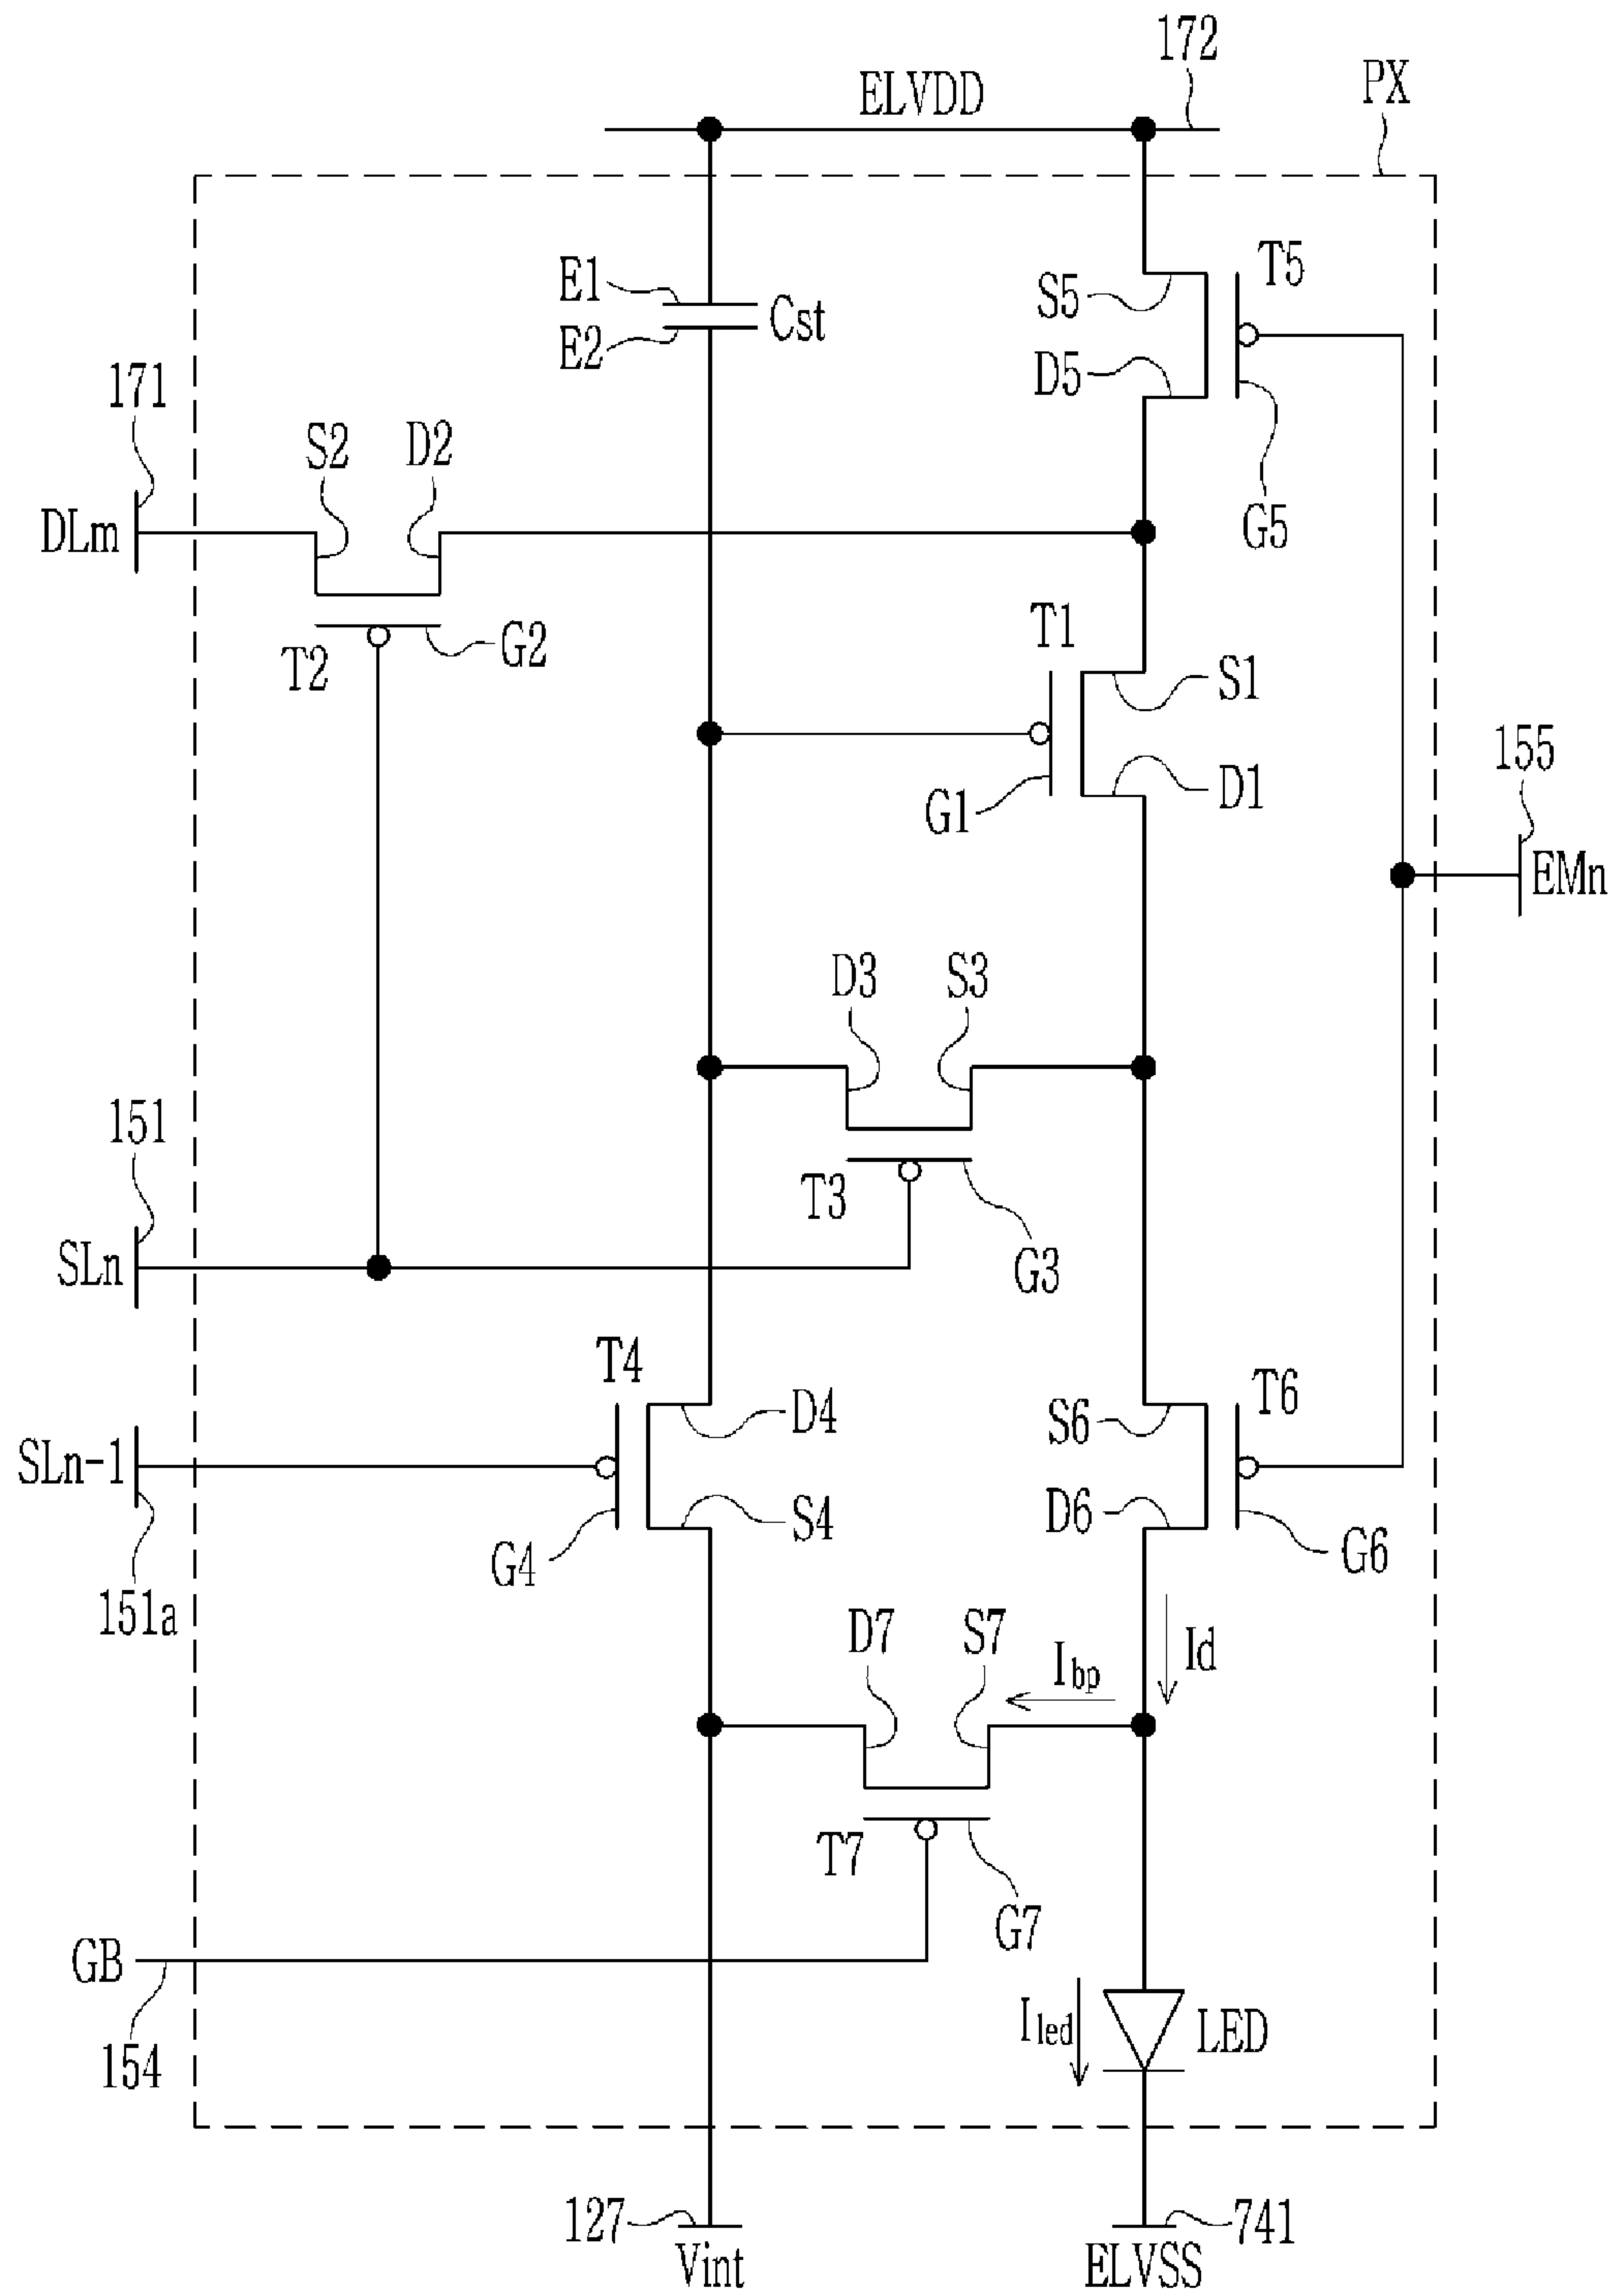 172
ELVDD
PX
E1
Cst
E2
T5
S5
D5
G5
171
S2
D2
DLm
T2
G2
T1
S1
G1
D1
155
EMn
D3
S3
151
T3
G3
SLn
T4
D4
S6
T6
SLn-1
G4
S4
D6
G6
151a
D7
S7
Ibp
Id
T7
G7
GB
154
Iled
LED
127
741
Vint
ELVSS